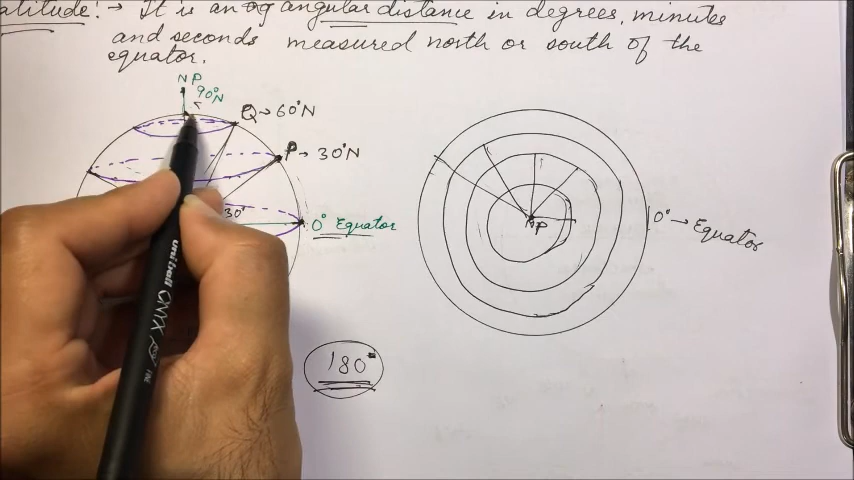 atitude:→ It is an angular distance in degrees, minutes
and seconds measured north or south of the
equator.
NP
90°N
Q→60°N
P→30°N
30°
0° Equator
NP
0°→Equator
180°
uni-ball ONYX